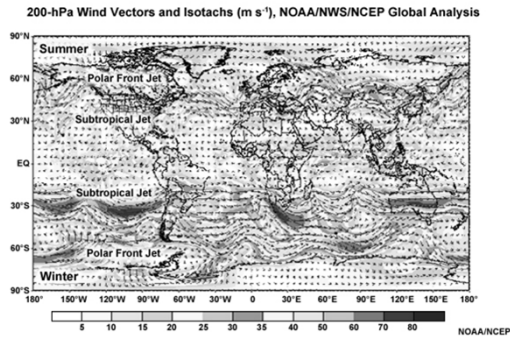 200-hPa Wind Vectors and Isotachs (m s⁻¹), NOAA/NWS/NCEP Global Analysis
90°N
Summer
Polar Front Jet
60°N
Subtropical Jet
30°N
EQ
Subtropical Jet
30°S
60°S
Polar Front Jet
Winter
90°S
180° 150°W 120°W 90°W 60°W 30°W 0 30°E 60°E 90°E 120°E 150°E 180°
5 10 15 20 25 30 35 40 50 60 70 80
NOAA/NCEP